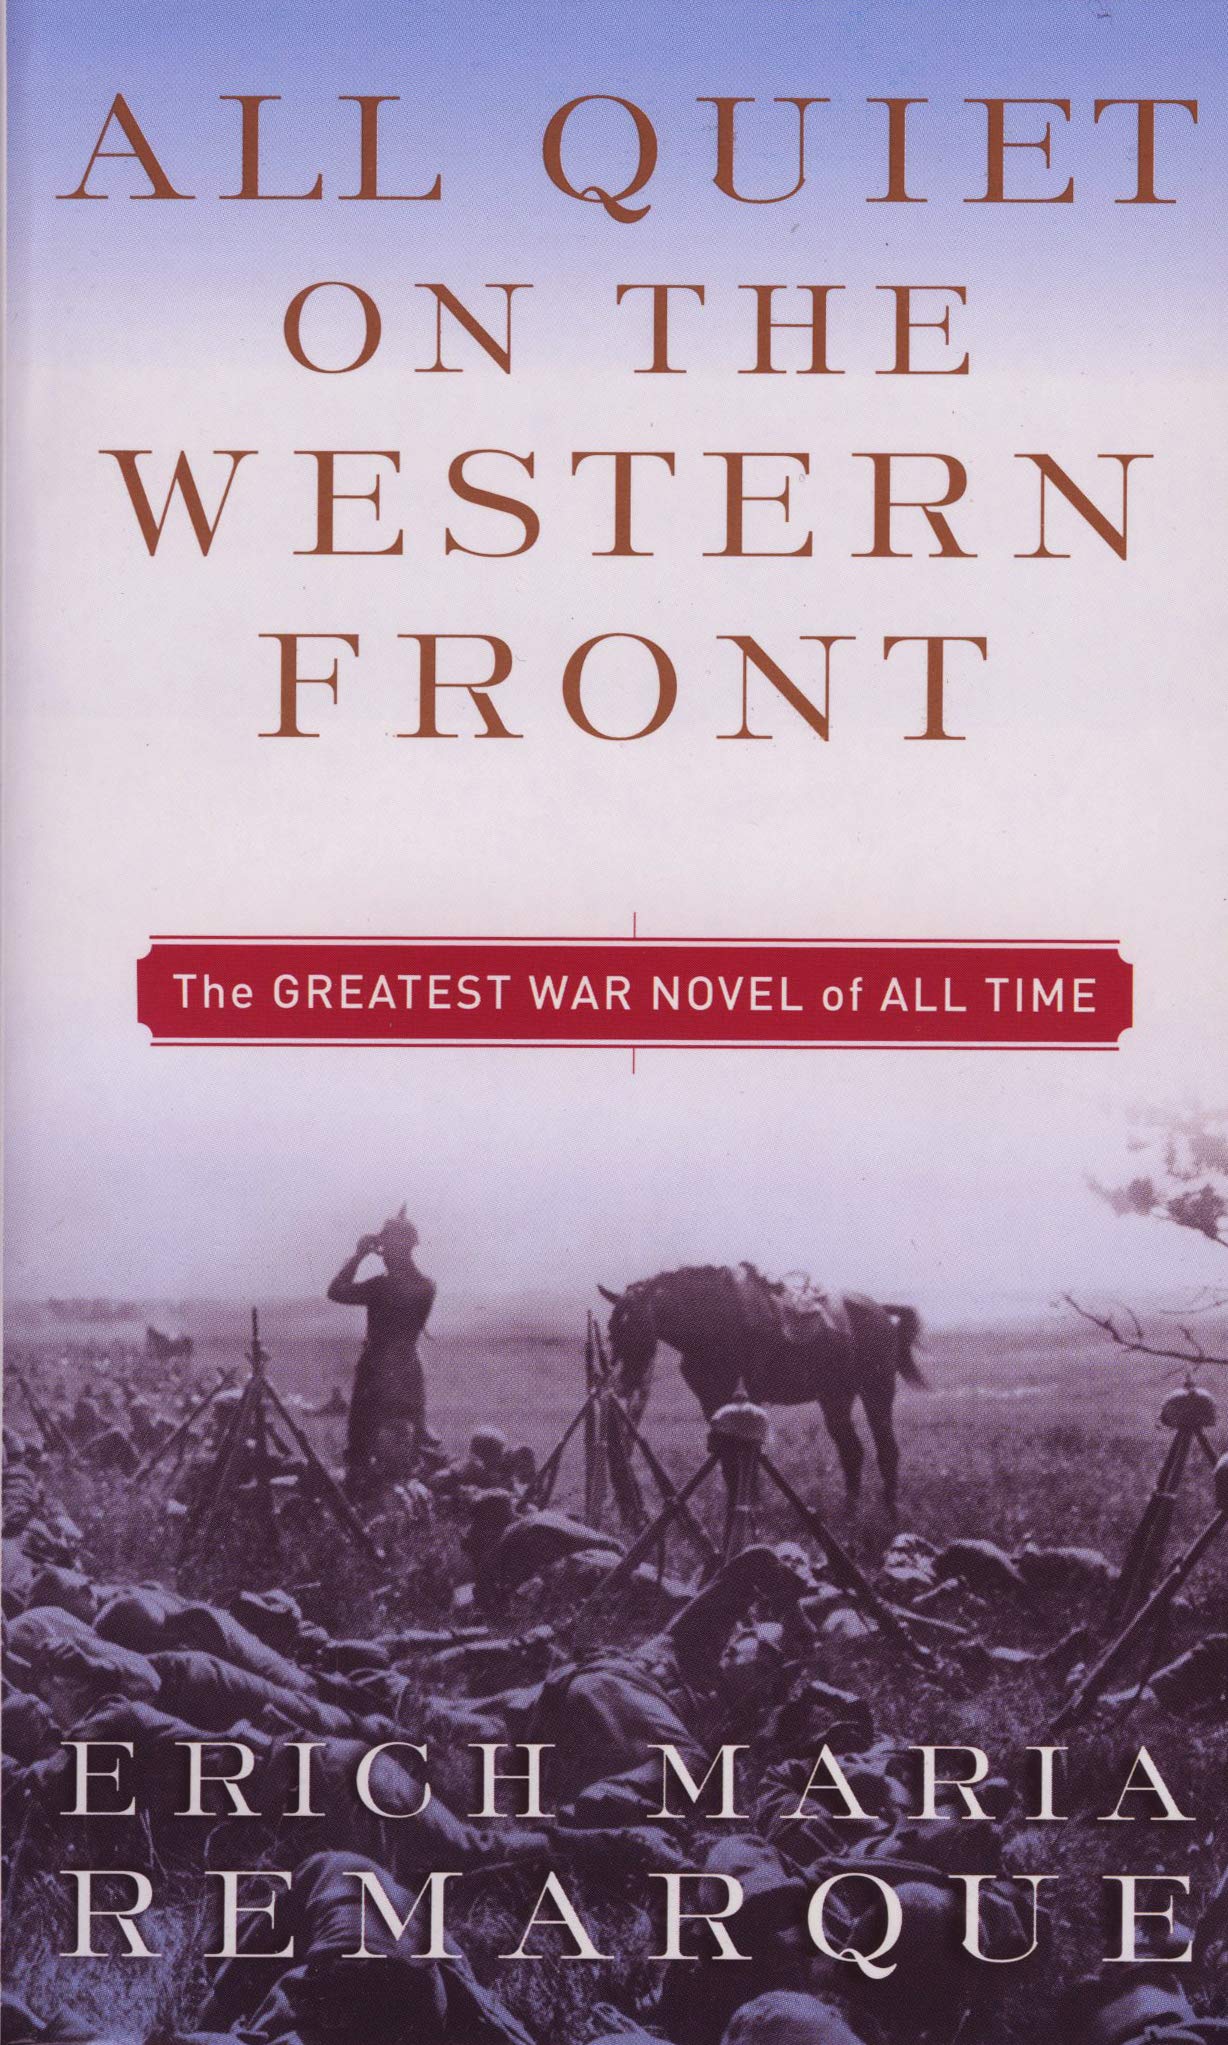 ALL QUIET
ON THE
WESTERN
FRONT
The GREATEST WAR NOVEL of ALL TIME
ERICH MARIA
REMARQUE